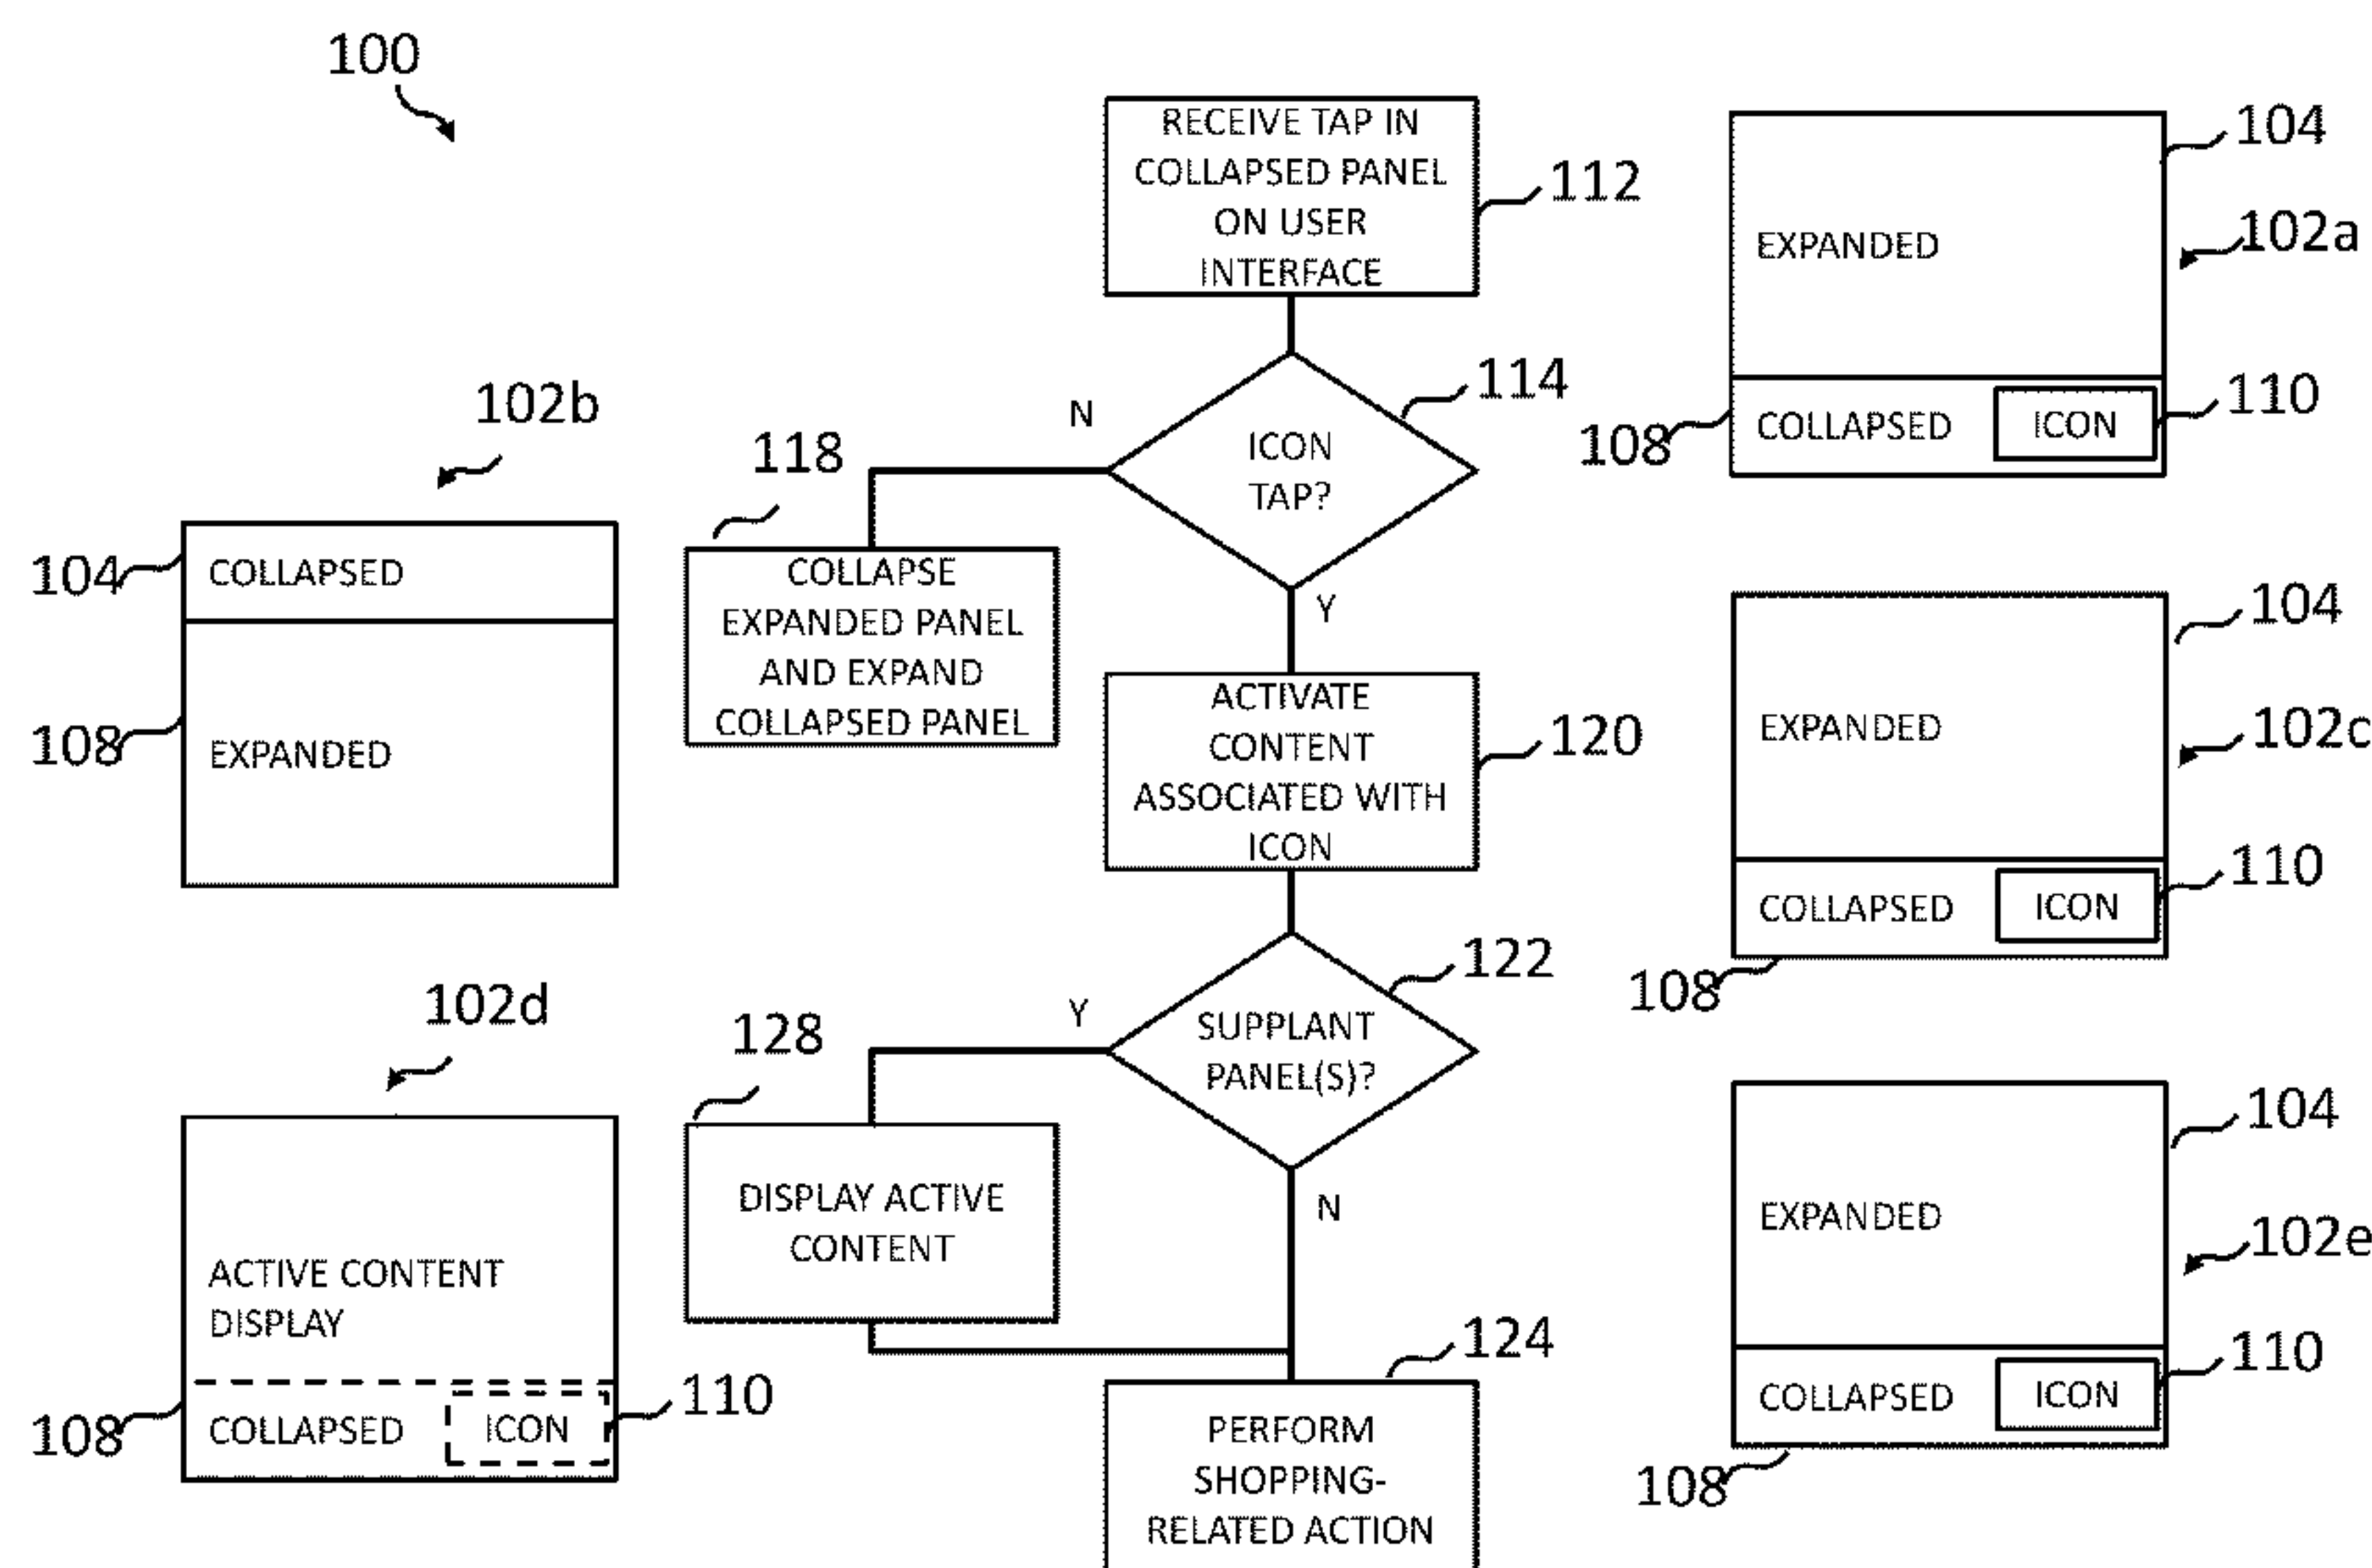 100
RECEIVE TAP IN
COLLAPSED PANEL
ON USER
INTERFACE
112
104
EXPANDED
102a
COLLAPSED
ICON
110
108
114
N
ICON
TAP?
Y
102b
104
COLLAPSED
108
EXPANDED
118
COLLAPSE
EXPANDED PANEL
AND EXPAND
COLLAPSED PANEL
ACTIVATE
CONTENT
ASSOCIATED WITH
ICON
120
104
EXPANDED
102c
COLLAPSED
ICON
110
108
122
Y
SUPPLANT
PANEL(S)?
N
102d
ACTIVE CONTENT
DISPLAY
108
COLLAPSED
ICON
110
128
DISPLAY ACTIVE
CONTENT
124
PERFORM
SHOPPING-
RELATED ACTION
104
EXPANDED
102e
COLLAPSED
ICON
110
108